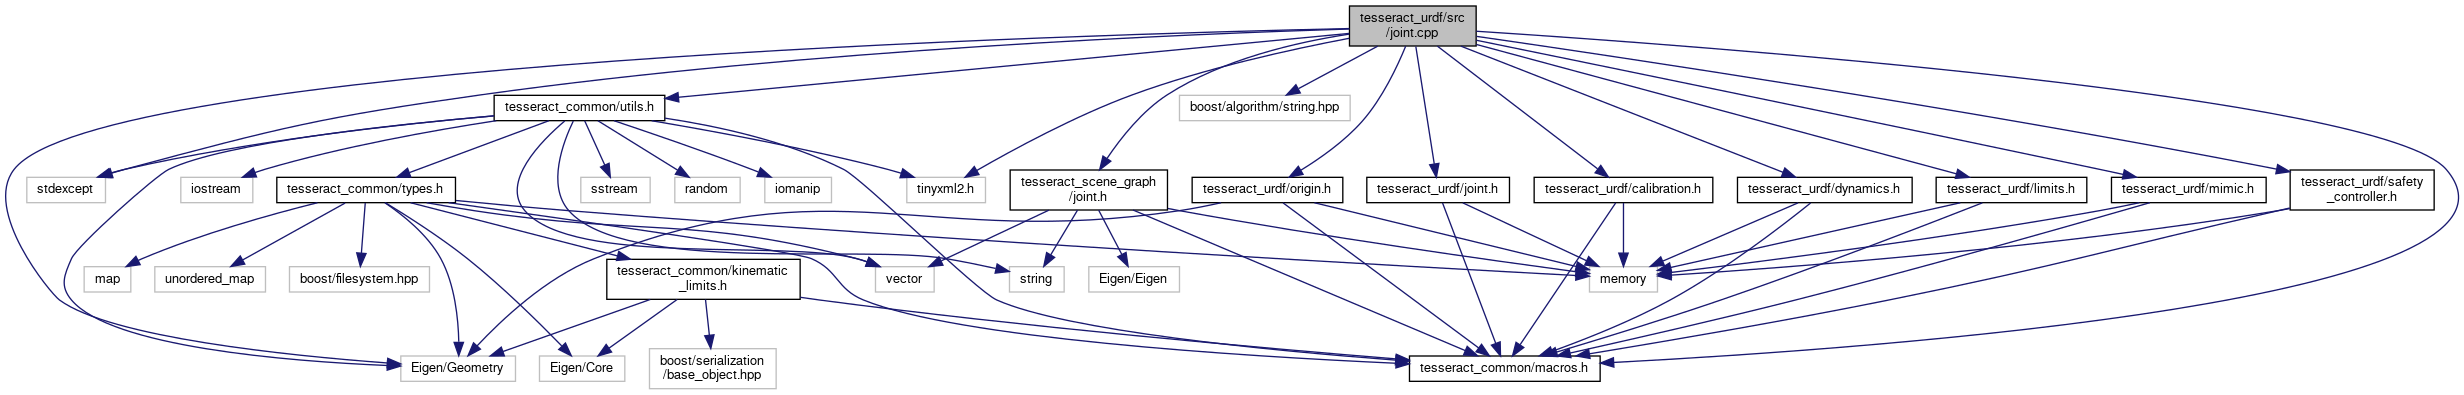 tesseract_urdf/src
/joint.cpp
tesseract_common/utils.h
boost/algorithm/string.hpp
stdexcept
iostream
tesseract_common/types.h
sstream
random
iomanip
tinyxml2.h
tesseract_scene_graph
/joint.h
tesseract_urdf/origin.h
tesseract_urdf/joint.h
tesseract_urdf/calibration.h
tesseract_urdf/dynamics.h
tesseract_urdf/limits.h
tesseract_urdf/mimic.h
tesseract_urdf/safety
_controller.h
map
unordered_map
boost/filesystem.hpp
tesseract_common/kinematic
_limits.h
vector
string
Eigen/Eigen
memory
Eigen/Geometry
Eigen/Core
boost/serialization
/base_object.hpp
tesseract_common/macros.h